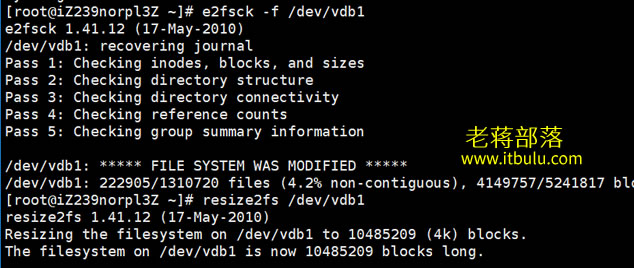 [root@iZ239norpl3Z ~]# e2fsck -f /dev/vdb1
e2fsck 1.41.12 (17-May-2010)
/dev/vdb1: recovering journal
Pass 1: Checking inodes, blocks, and sizes
Pass 2: Checking directory structure
Pass 3: Checking directory connectivity
Pass 4: Checking reference counts
Pass 5: Checking group summary information
老蒋部落
www.itbulu.com
/dev/vdb1: ***** FILE SYSTEM WAS MODIFIED *****
/dev/vdb1: 222905/1310720 files (4.2% non-contiguous), 4149757/5241817 blo
[root@iZ239norpl3Z ~]# resize2fs /dev/vdb1
resize2fs 1.41.12 (17-May-2010)
Resizing the filesystem on /dev/vdb1 to 10485209 (4k) blocks.
The filesystem on /dev/vdb1 is now 10485209 blocks long.